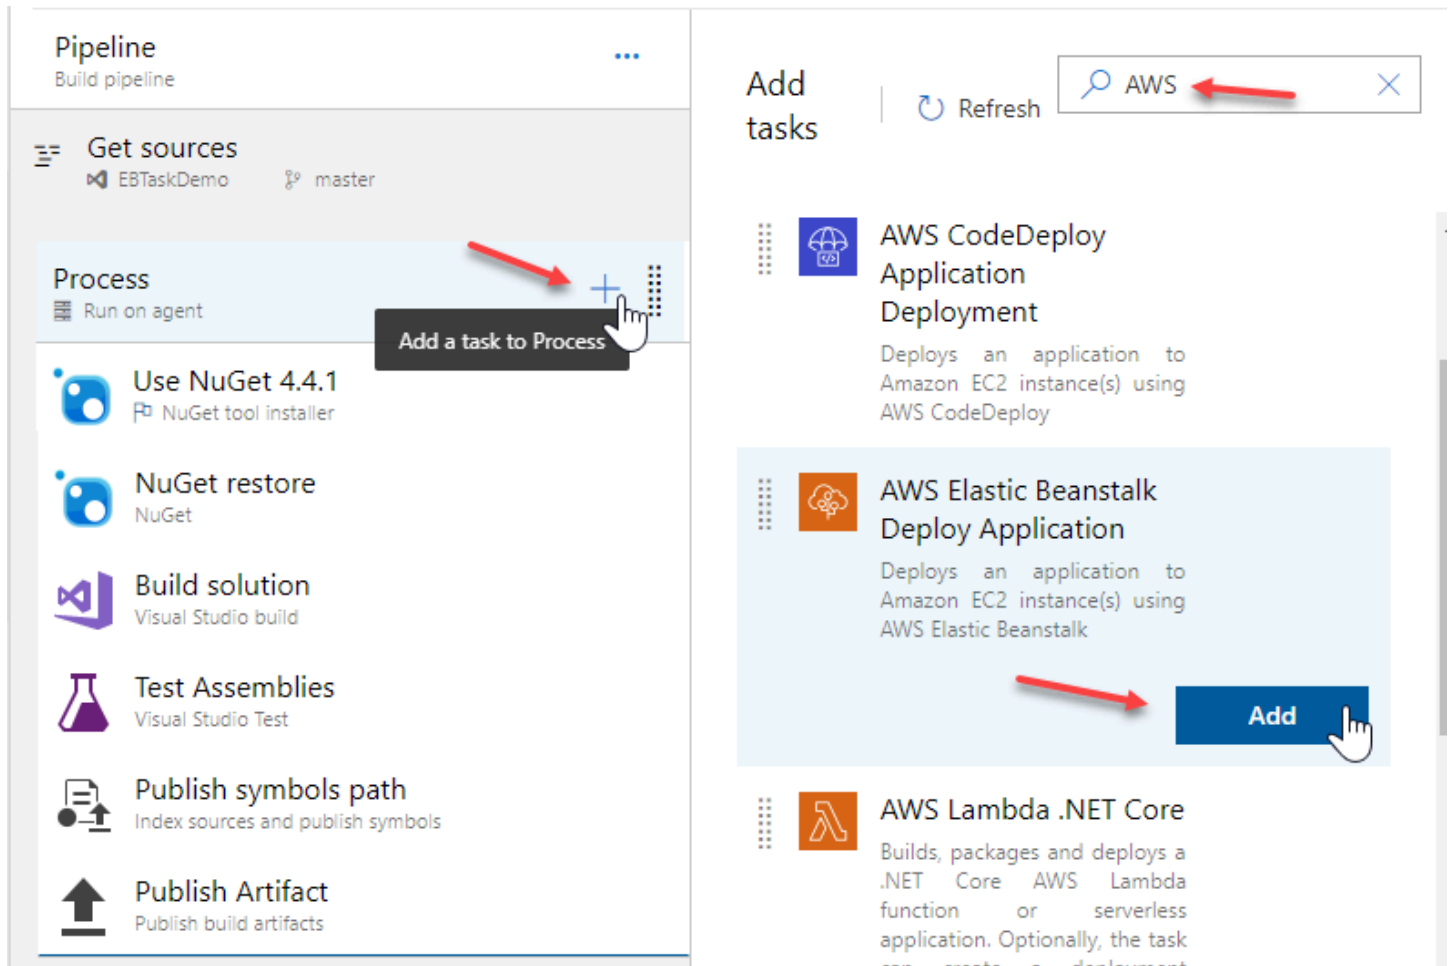 Pipeline
Build pipeline
Get sources
EBTaskDemo master
Process
Run on agent
Add a task to Process
Use NuGet 4.4.1
NuGet tool installer
NuGet restore
NuGet
Build solution
Visual Studio build
Test Assemblies
Visual Studio Test
Publish symbols path
Index sources and publish symbols
Publish Artifact
Publish build artifacts
Add
tasks
Refresh
AWS
AWS CodeDeploy
Application
Deployment
Deploys an application to
Amazon EC2 instance(s) using
AWS CodeDeploy
AWS Elastic Beanstalk
Deploy Application
Deploys an application to
Amazon EC2 instance(s) using
AWS Elastic Beanstalk
Add
AWS Lambda .NET Core
Builds, packages and deploys a
.NET Core AWS Lambda
function or serverless
application. Optionally, the task
can create a deployment